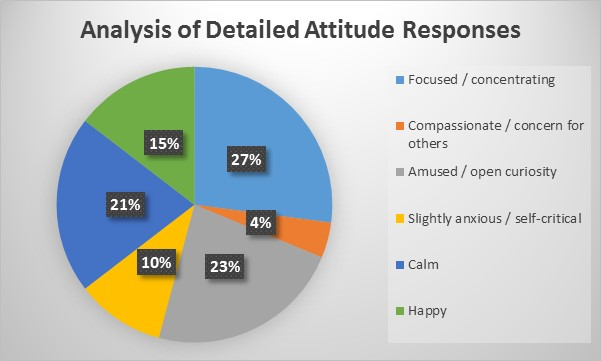 Analysis of Detailed Attitude Responses
27%
4%
23%
10%
21%
15%
Focused / concentrating
Compassionate / concern for
others
Amused / open curiosity
Slightly anxious / self-critical
Calm
Happy